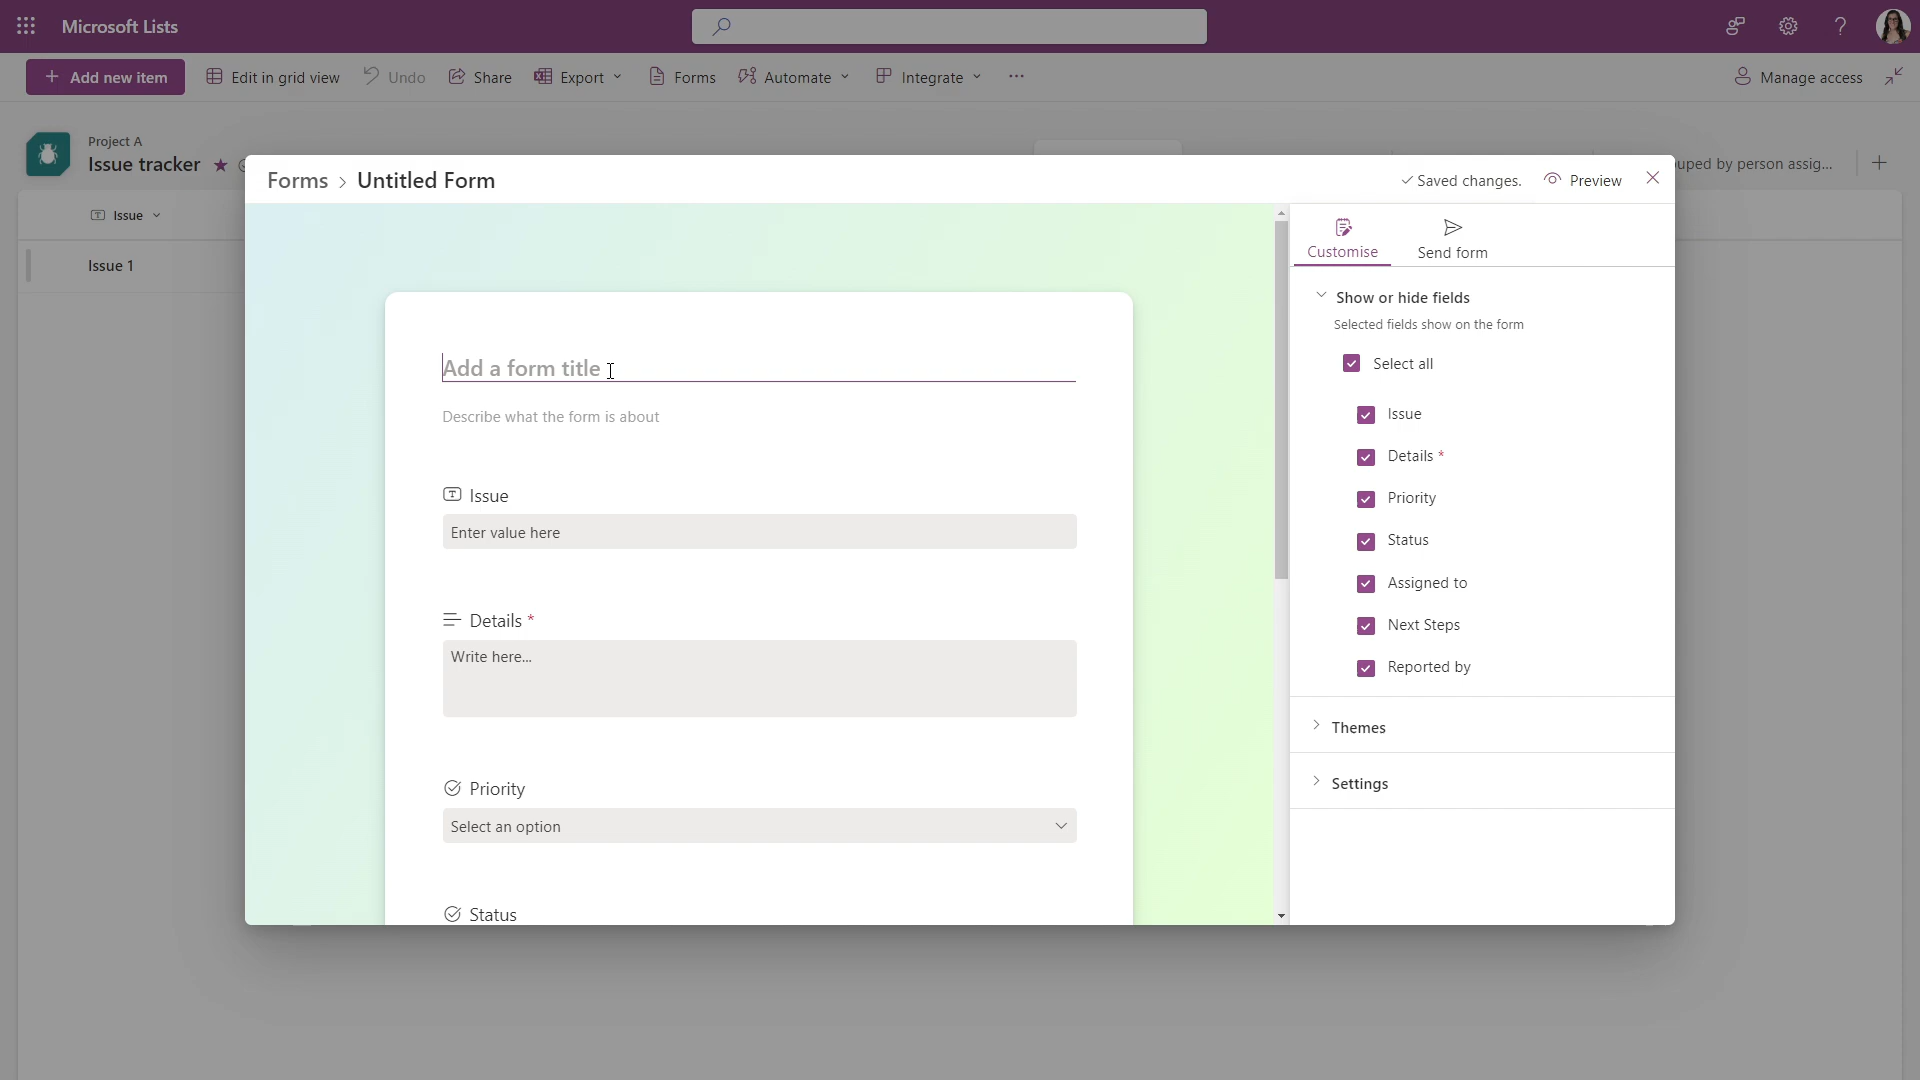 Microsoft Lists
Add new item
Edit in grid view
Undo
Share
Export
Forms
Automate
Integrate
Manage access
Project A
Issue tracker
ouped by person assig...
Forms > Untitled Form
Saved changes.
Preview
Issue
Issue 1
Add a form title
Describe what the form is about
Issue
Enter value here
Details *
Write here...
Priority
Select an option
Status
Customise
Send form
Show or hide fields
Selected fields show on the form
Select all
Issue
Details *
Priority
Status
Assigned to
Next Steps
Reported by
Themes
Settings